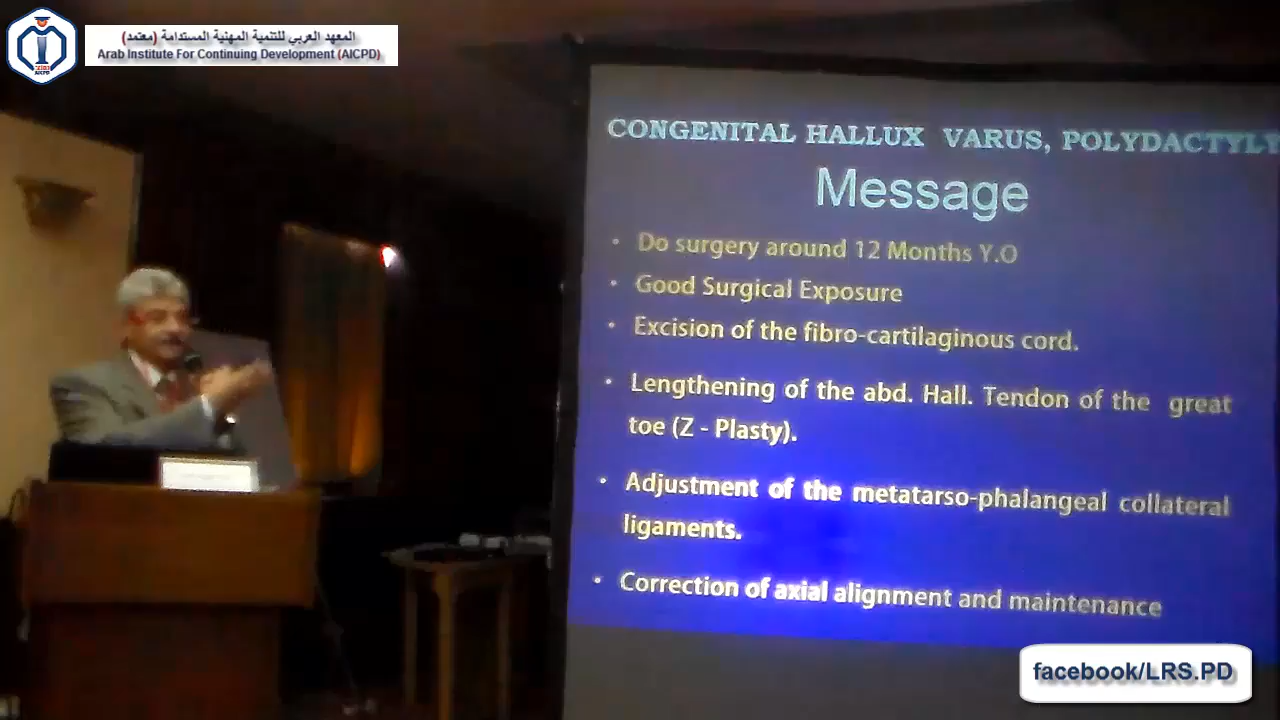 المعهد العربي للتنمية المهنية المستدامة (معتمد)
Arab Institute For Continuing Development (AICPD)
AICPD
CONGENITAL HALLUX VARUS, POLYDACTYLY
Message
• Do surgery around 12 Months Y.O
• Good Surgical Exposure
• Excision of the fibro-cartilaginous cord.
• Lengthening of the abd. Hall. Tendon of the great
toe (Z - Plasty).
• Adjustment of the metatarso-phalangeal collateral
ligaments.
• Correction of axial alignment and maintenance
facebook/LRS.PD